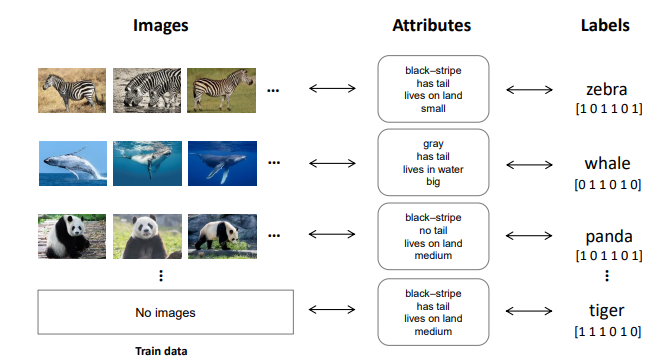 Images
Attributes
Labels
...
black–stripe
has tail
lives on land
small
zebra
[1 0 1 1 0 1]
...
gray
has tail
lives in water
big
whale
[0 1 1 0 1 0]
...
black–stripe
no tail
lives on land
medium
panda
[1 0 1 1 0 1]
No images
black–stripe
has tail
lives on land
medium
tiger
[1 1 1 0 1 0]
Train data